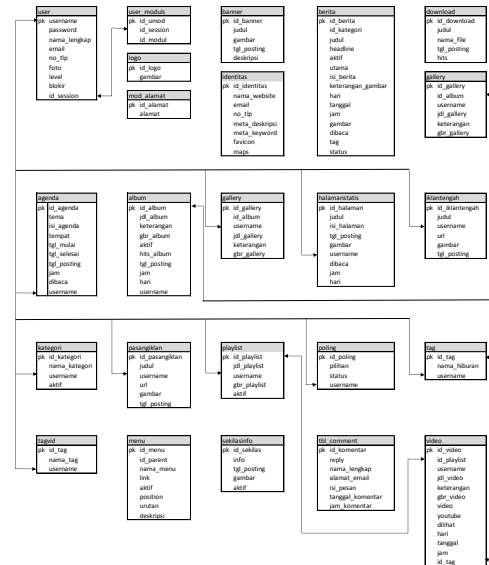 user
pk username
password
nama_lengkap
email
no_tlp
foto
level
blokir
id_session
user_moduls
pk id_umod
id_session
id_modul
logo
pk id_logo
gambar
mod_alamat
pk id_alamat
alamat
banner
pk id_banner
judul
gambar
tgl_posting
deskripsi
identitas
pk id_identitas
nama_website
email
no_tlp
meta_deskripsi
meta_keyword
favicon
maps
berita
pk id_berita
id_kategori
judul
headline
aktif
utama
isi_berita
keterangan_gambar
hari
tanggal
jam
gambar
dibaca
tag
status
download
pk id_download
judul
nama_file
tgl_posting
hits
gallery
pk id_gallery
id_album
username
jdl_gallery
keterangan
gbr_gallery
agenda
pk id_agenda
tema
isi_agenda
tempat
tgl_mulai
tgl_selesai
tgl_posting
jam
dibaca
username
album
pk id_album
jdl_album
keterangan
gbr_album
aktif
hits_album
tgl_posting
jam
hari
username
gallery
pk id_gallery
id_album
username
jdl_gallery
keterangan
gbr_gallery
halamanstatis
pk id_halaman
judul
isi_halaman
tgl_posting
gambar
username
dibaca
jam
hari
iklantengah
pk id_iklantengah
judul
username
url
gambar
tgl_posting
kategori
pk id_kategori
nama_kategori
username
aktif
pasangiklan
pk id_pasangiklan
judul
username
url
gambar
tgl_posting
playlist
pk id_playlist
jdl_playlist
username
gbr_playlist
aktif
poling
pk id_poling
pilihan
status
username
tag
pk id_tag
nama_hiburan
username
tagvid
pk id_tag
nama_tag
username
menu
pk id_menu
id_parent
nama_menu
link
aktif
position
urutan
deskripsi
sekilasinfo
pk id_sekilas
info
tgl_posting
gambar
aktif
tbl_comment
pk id_komentar
reply
nama_lengkap
alamat_email
isi_pesan
tanggal_komentar
jam_komentar
video
pk id_video
id_playlist
username
jdl_video
keterangan
gbr_video
video
youtube
dilihat
hari
tanggal
jam
id_tag